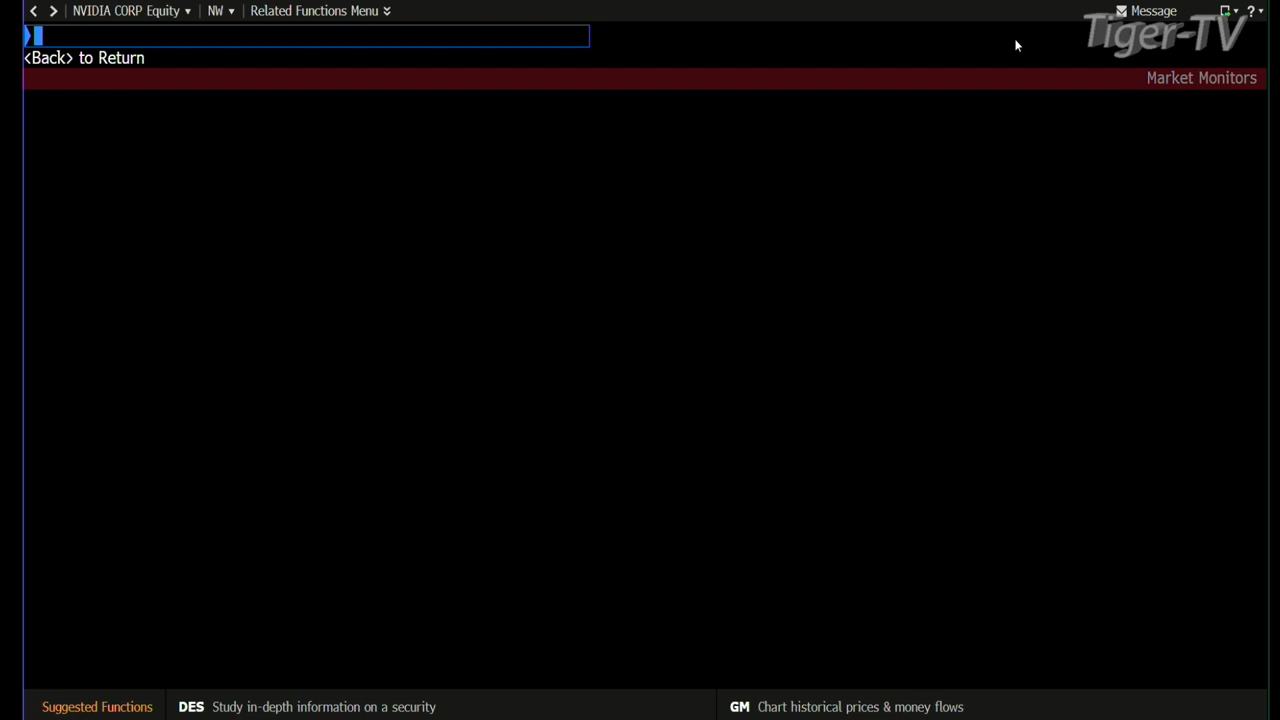 NVIDIA CORP Equity NW Related Functions Menu Message ?
Tiger-TV
<Back> to Return
Market Monitors
Suggested Functions DES Study in-depth information on a security GM Chart historical prices & money flows